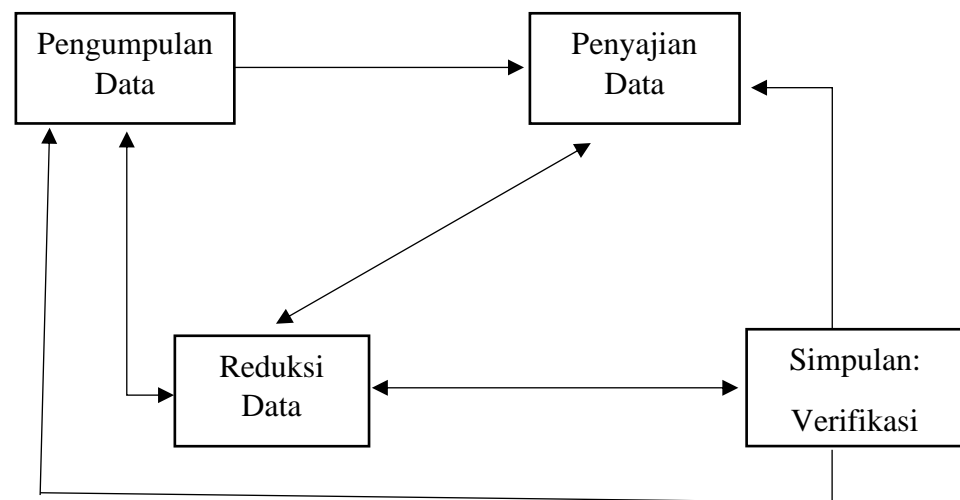 Pengumpulan
Data
Penyajian
Data
Reduksi
Data
Simpulan:
Verifikasi